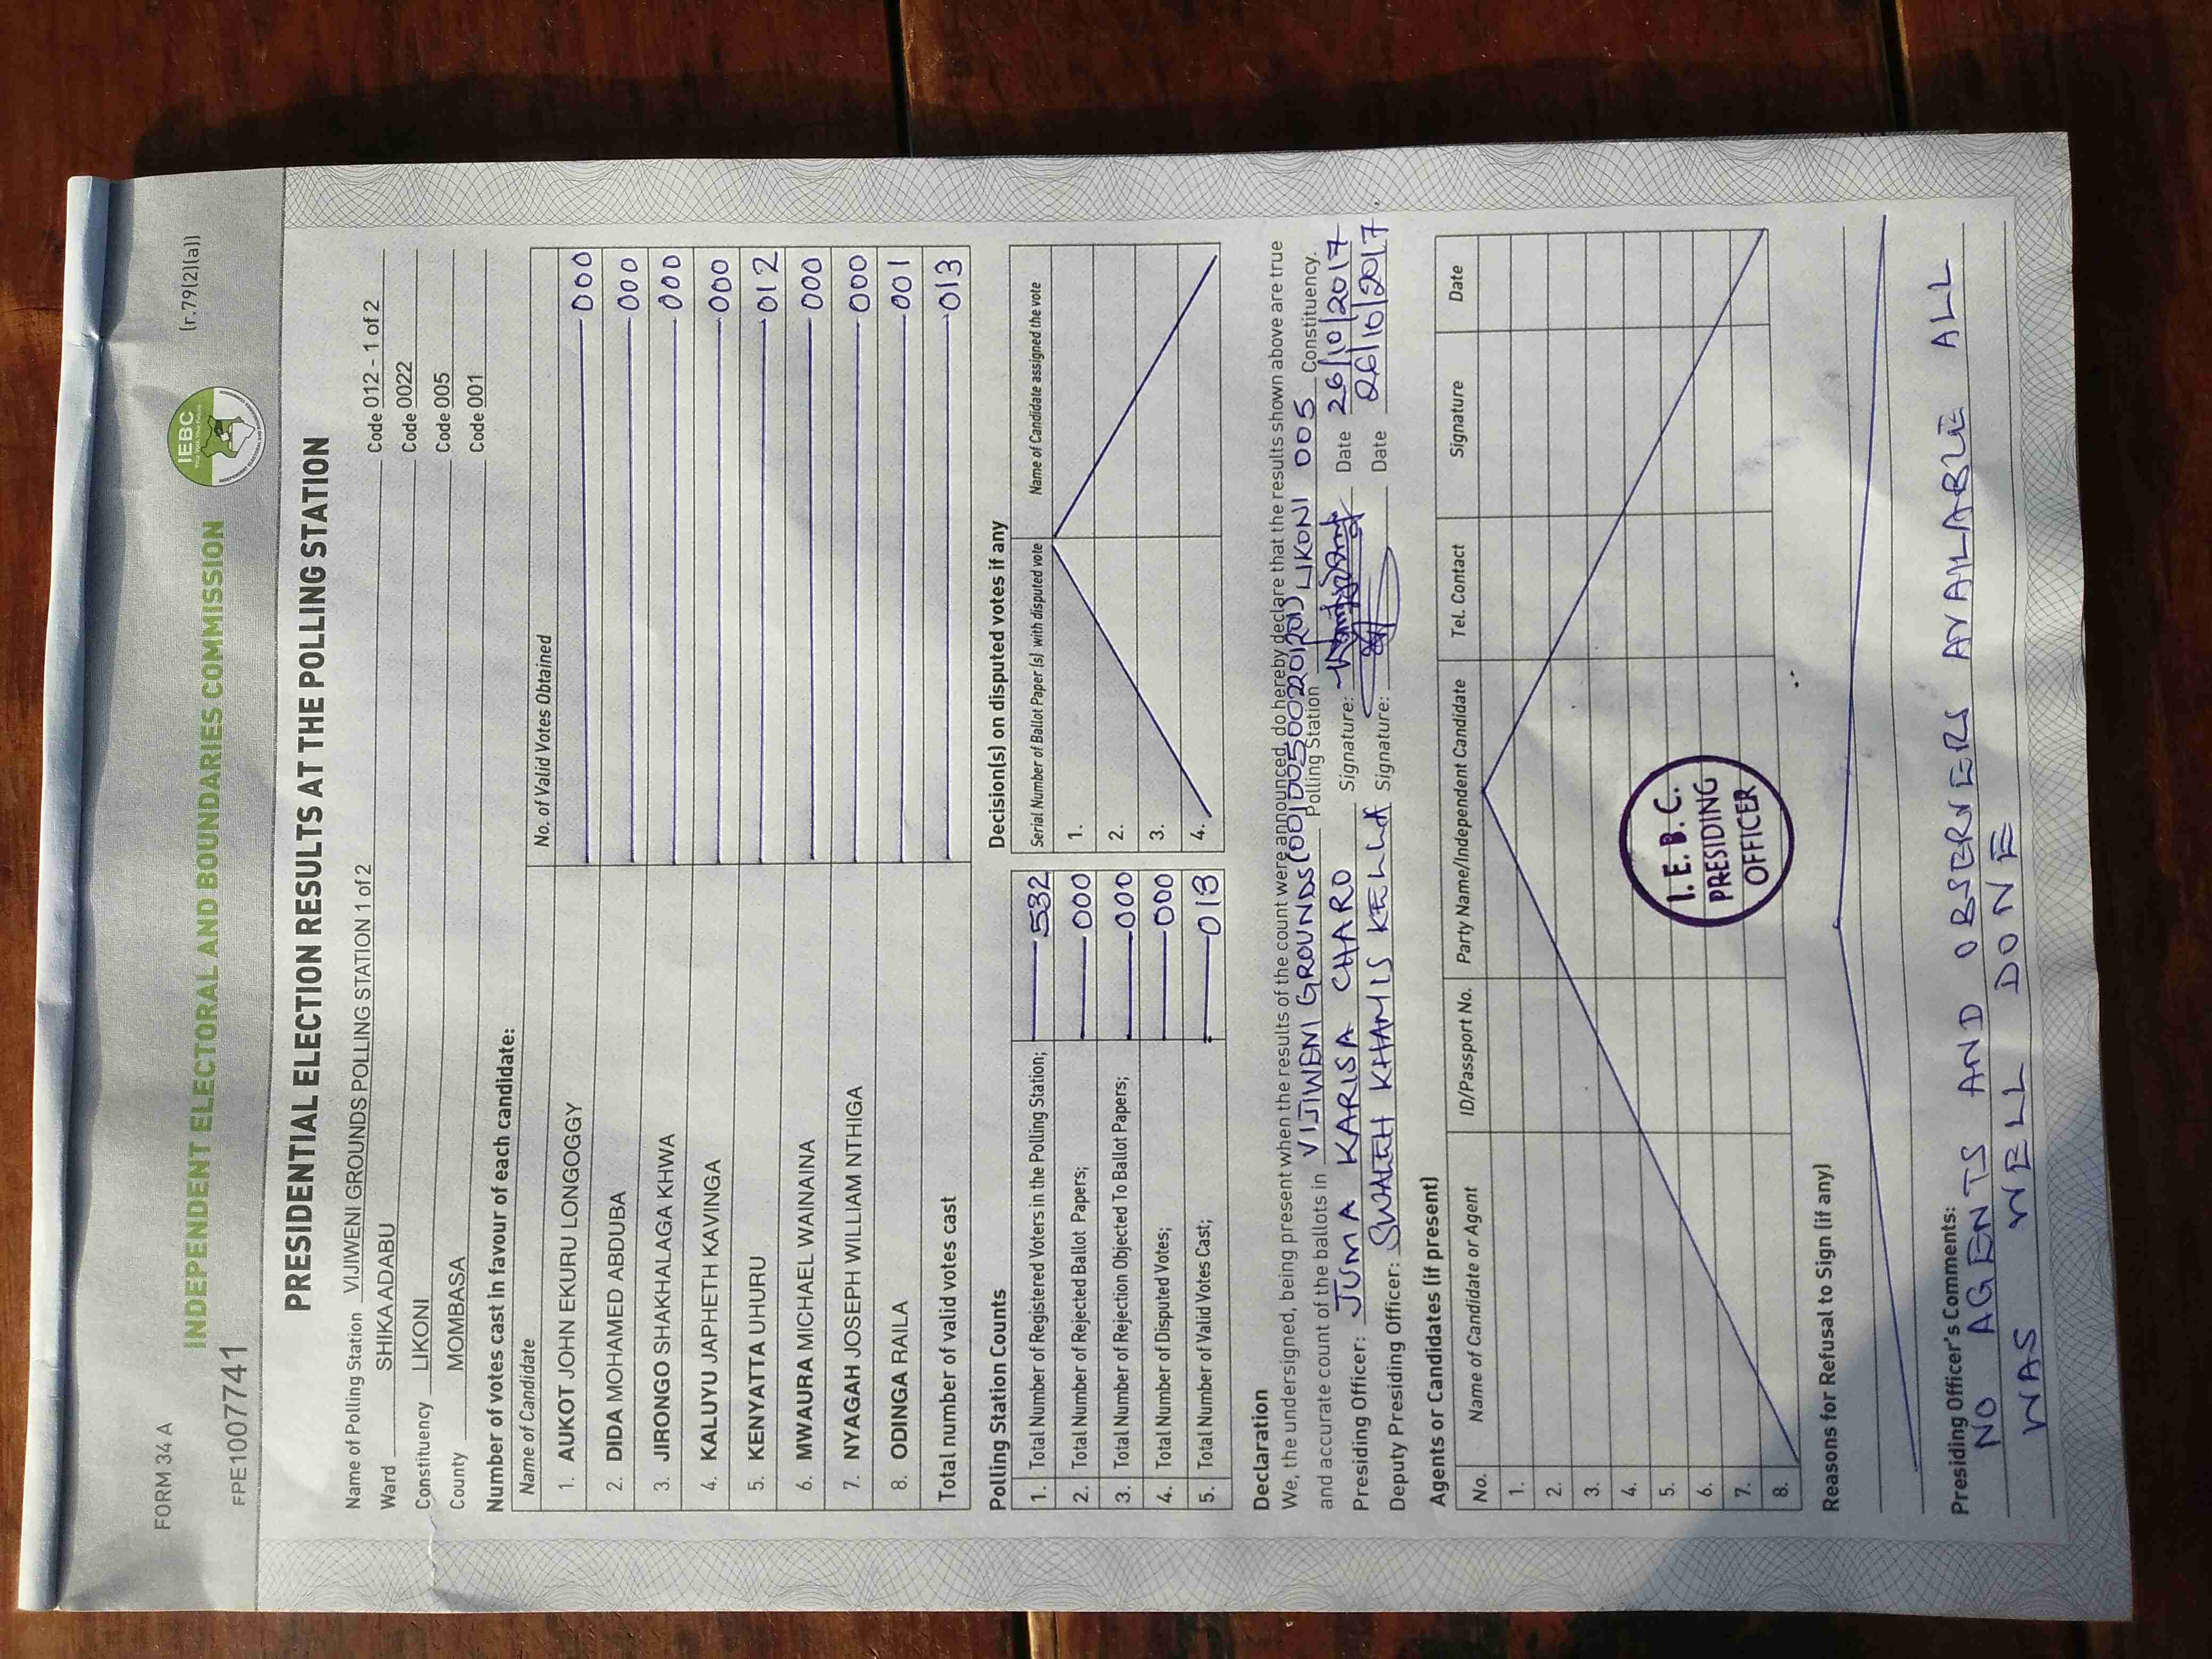 FORM 34 A
(r.79(2)(a))
INDEPENDENT ELECTORAL AND BOUNDARIES COMMISSION
IEBC
FPE1007741
PRESIDENTIAL ELECTION RESULTS AT THE POLLING STATION
Name of Polling Station VIJIWENI GROUNDS POLLING STATION 1 of 2 Code 012 - 1 of 2
Ward SHIKAADABU Code 0022
Constituency LIKONI Code 005
County MOMBASA Code 001
Number of votes cast in favour of each candidate:
Name of Candidate No. of Valid Votes Obtained
1. AUKOT JOHN EKURU LONGOGGY 000
2. DIDA MOHAMED ABDUBA 000
3. JIRONGO SHAKHALAGA KHWA 000
4. KALUYU JAPHETH KAVINGA 000
5. KENYATTA UHURU 012
6. MWAURA MICHAEL WAINAINA 000
7. NYAGAH JOSEPH WILLIAM NTHIGA 000
8. ODINGA RAILA 001
Total number of valid votes cast 013
Polling Station Counts
1. Total Number of Registered Voters in the Polling Station; 532
2. Total Number of Rejected Ballot Papers; 000
3. Total Number of Rejection Objected To Ballot Papers; 000
4. Total Number of Disputed Votes; 000
5. Total Number of Valid Votes Cast; 013
Decision(s) on disputed votes if any
Serial Number of Ballot Paper (s) with disputed vote Name of Candidate assigned the vote
1.
2.
3.
4.
Declaration
We, the undersigned, being present when the results of the count were announced, do hereby declare that the results shown above are true
and accurate count of the ballots in VIJIWENI GROUNDS Polling Station LIKONI 005 Constituency.
Presiding Officer: JUMA KARISA CHARO Signature: Date 26/10/2017
Deputy Presiding Officer: SWALEH KHAMIS KELLA Signature: Date 26/10/2017.
Agents or Candidates (if present)
No. Name of Candidate or Agent ID/Passport No. Party Name/Independent Candidate Tel. Contact Signature Date
1.
2.
3.
4.
5.
6.
7.
8.
I.E.B.C.
PRESIDING
OFFICER
Reasons for Refusal to Sign (if any)
Presiding Officer's Comments:
NO AGENTS AND OBSERVERS AVAILABLE ALL
WAS WELL DONE